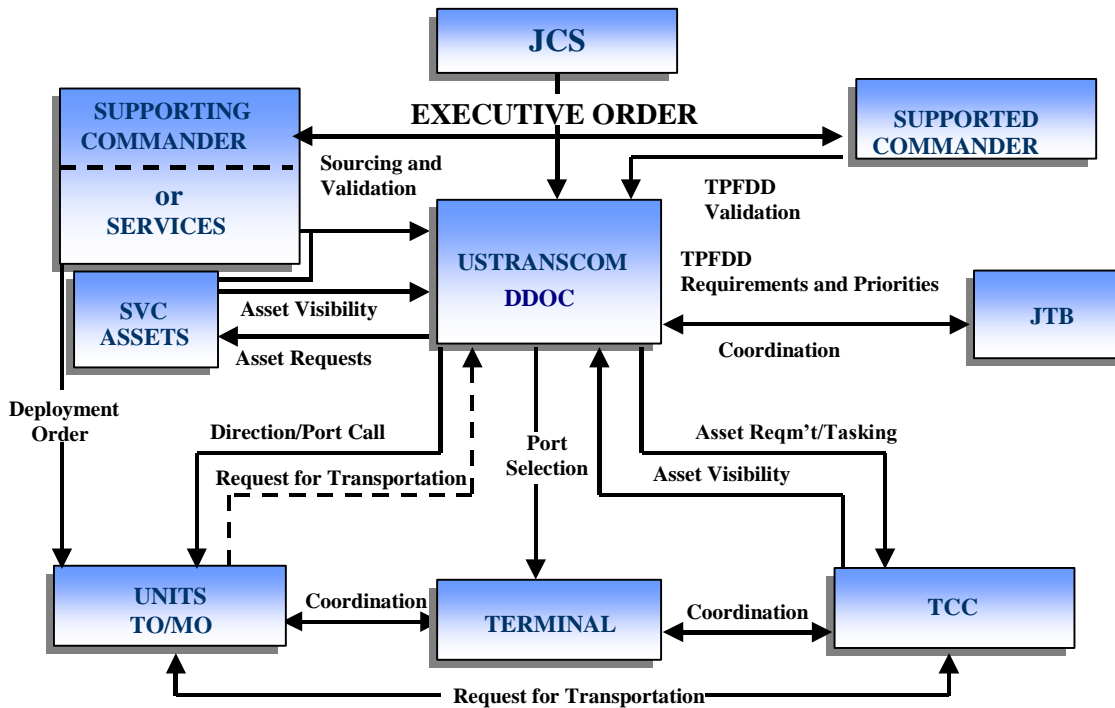 JCS
EXECUTIVE ORDER
SUPPORTING
COMMANDER
or
SERVICES
SUPPORTED
COMMANDER
Sourcing and
Validation
TPFDD
Validation
USTRANSCOM
DDOC
TPFDD
Requirements and Priorities
SVC
ASSETS
Asset Visibility
Asset Requests
JTB
Coordination
Deployment
Order
Direction/Port Call
Request for Transportation
Port
Selection
Asset Reqm’t/Tasking
Asset Visibility
UNITS
TO/MO
Coordination
TERMINAL
Coordination
TCC
Request for Transportation